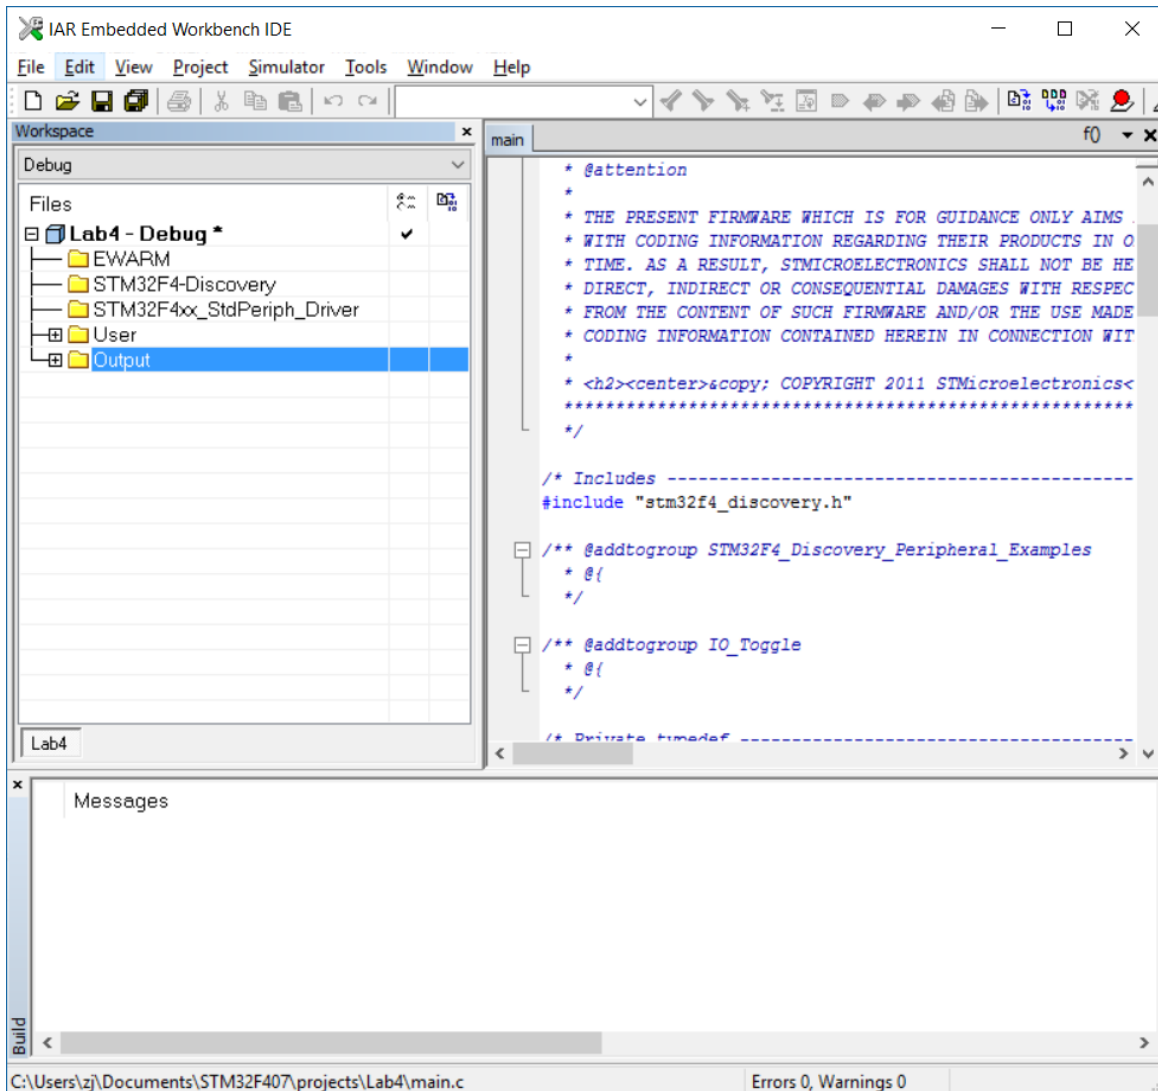 IAR Embedded Workbench IDE
File Edit View Project Simulator Tools Window Help
Workspace
Debug
Files
Lab4 - Debug *
EWARM
STM32F4-Discovery
STM32F4xx_StdPeriph_Driver
User
Output
Lab4
main
f()
* @attention
*
* THE PRESENT FIRMWARE WHICH IS FOR GUIDANCE ONLY AIMS
* WITH CODING INFORMATION REGARDING THEIR PRODUCTS IN O
* TIME. AS A RESULT, STMICROELECTRONICS SHALL NOT BE HE
* DIRECT, INDIRECT OR CONSEQUENTIAL DAMAGES WITH RESPEC
* FROM THE CONTENT OF SUCH FIRMWARE AND/OR THE USE MADE
* CODING INFORMATION CONTAINED HEREIN IN CONNECTION WIT
*
* <h2><center>&copy; COPYRIGHT 2011 STMicroelectronics<
*******************************************************
*/
/* Includes ---------------------------------------------
#include "stm32f4_discovery.h"
/** @addtogroup STM32F4_Discovery_Peripheral_Examples
* @{
*/
/** @addtogroup IO_Toggle
* @{
*/
/* Private typedef --------------------------------------
Messages
Build
C:\Users\zj\Documents\STM32F407\projects\Lab4\main.c
Errors 0, Warnings 0